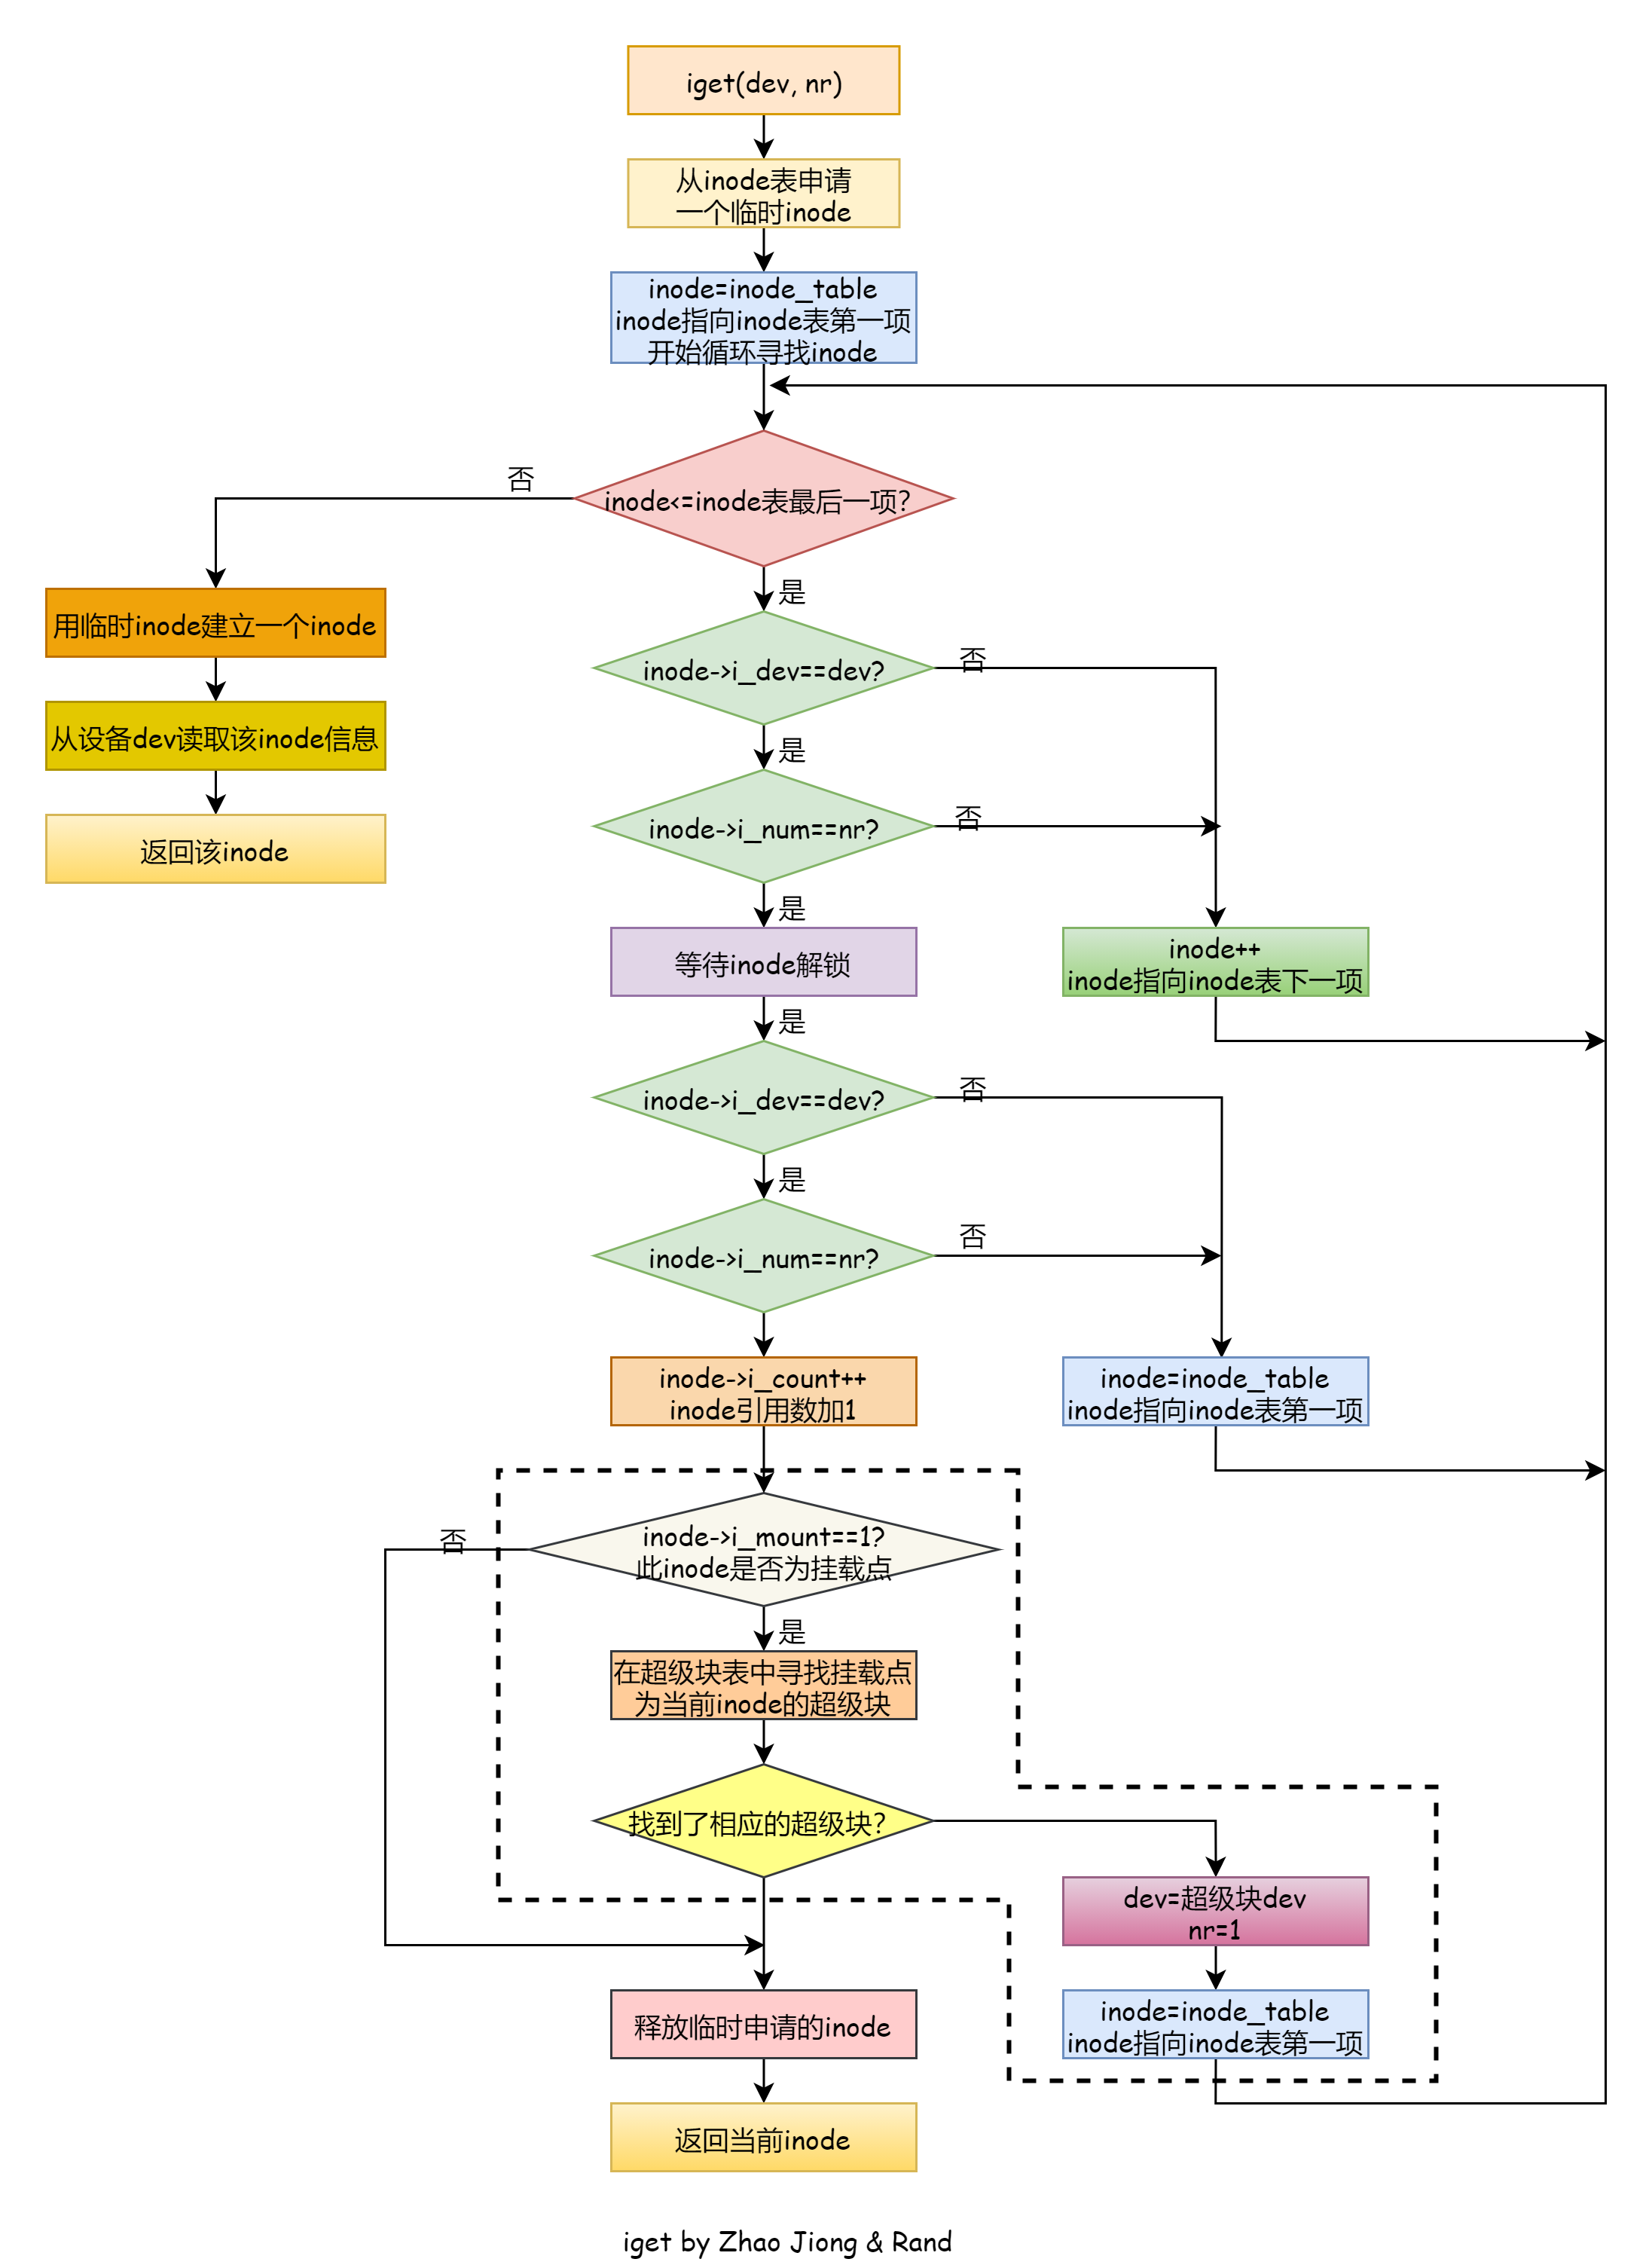 iget(dev, nr)
从inode表申请
一个临时inode
inode=inode_table
inode指向inode表第一项
开始循环寻找inode
否
inode<=inode表最后一项?
是
用临时inode建立一个inode
从设备dev读取该inode信息
返回该inode
inode->i_dev==dev?
否
是
inode->i_num==nr?
否
是
等待inode解锁
inode++
inode指向inode表下一项
是
inode->i_dev==dev?
否
是
inode->i_num==nr?
否
inode->i_count++
inode引用数加1
inode=inode_table
inode指向inode表第一项
否
inode->i_mount==1?
此inode是否为挂载点
是
在超级块表中寻找挂载点
为当前inode的超级块
找到了相应的超级块?
dev=超级块dev
nr=1
inode=inode_table
inode指向inode表第一项
释放临时申请的inode
返回当前inode
iget by Zhao Jiong & Rand